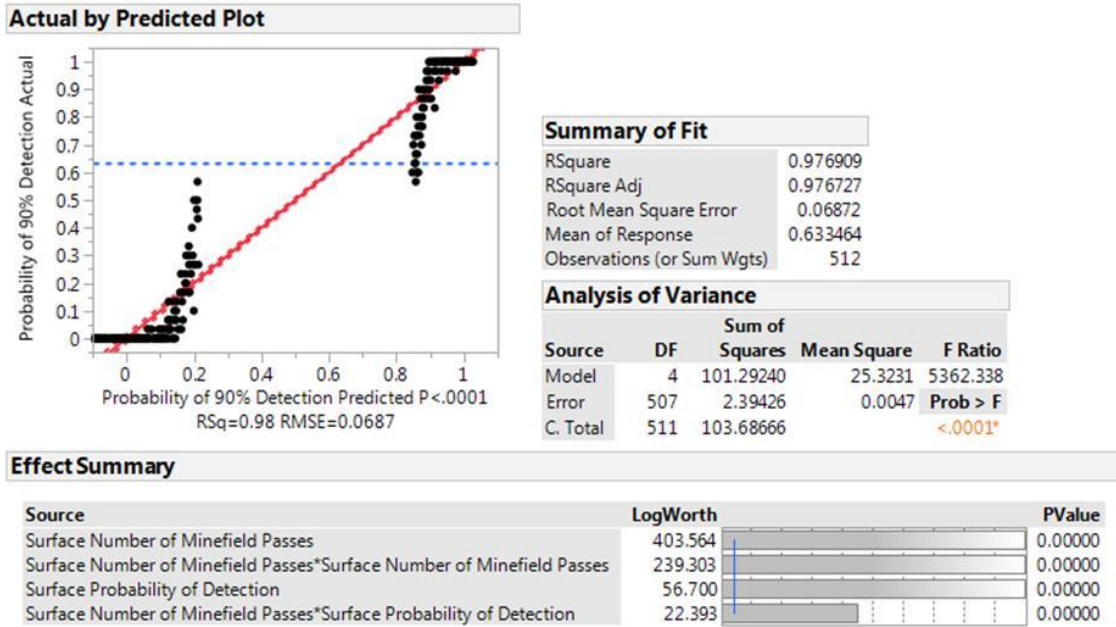 Actual by Predicted Plot
Probability of 90% Detection Actual
1
0.9
0.8
0.7
0.6
0.5
0.4
0.3
0.2
0.1
0
0 0.2 0.4 0.6 0.8 1
Probability of 90% Detection Predicted P<.0001
RSq=0.98 RMSE=0.0687
Summary of Fit
RSquare 0.976909
RSquare Adj 0.976727
Root Mean Square Error 0.06872
Mean of Response 0.633464
Observations (or Sum Wgts) 512
Analysis of Variance
Sum of
Source DF Squares Mean Square F Ratio
Model 4 101.29240 25.3231 5362.338
Error 507 2.39426 0.0047 Prob > F
C. Total 511 103.68666 <.0001*
Effect Summary
Source LogWorth PValue
Surface Number of Minefield Passes 403.564 0.00000
Surface Number of Minefield Passes*Surface Number of Minefield Passes 239.303 0.00000
Surface Probability of Detection 56.700 0.00000
Surface Number of Minefield Passes*Surface Probability of Detection 22.393 0.00000